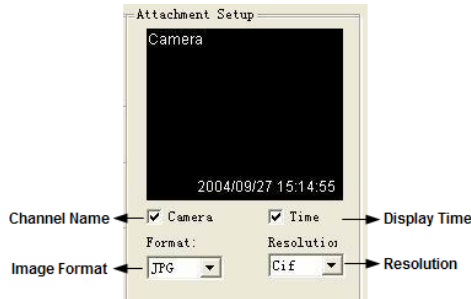 Attachment Setup
Camera
2004/09/27 15:14:55
Channel Name
Camera
Time
Display Time
Format:
Resolution
Image Format
JPG
Cif
Resolution